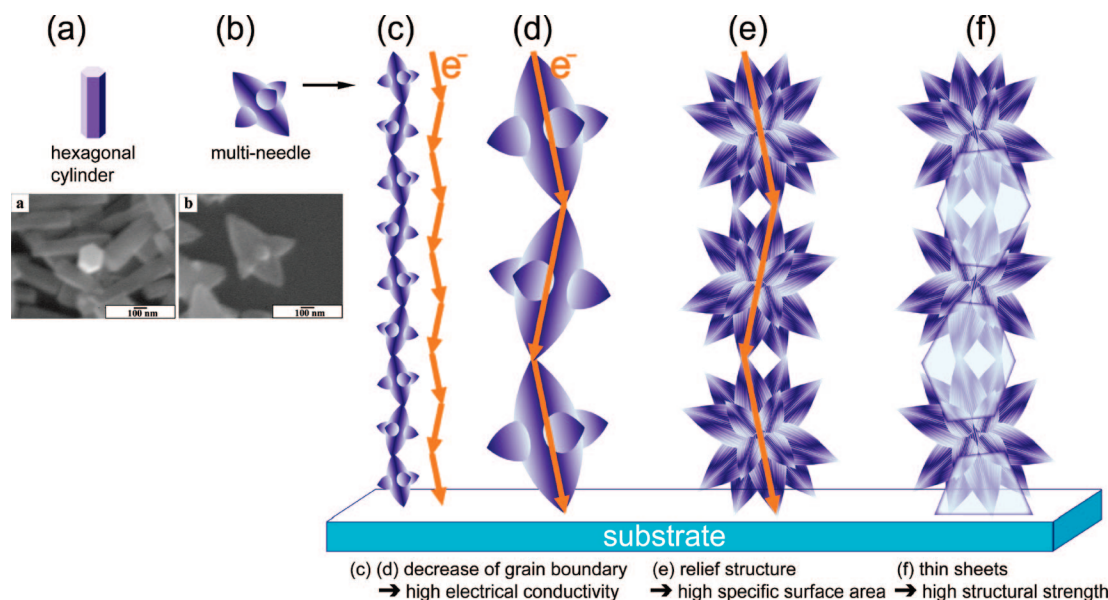 (a)
(b)
(c)
(d)
(e)
(f)
e⁻
e⁻
hexagonal
cylinder
multi-needle
a
b
100 nm
100 nm
substrate
(c) (d) decrease of grain boundary
➔ high electrical conductivity
(e) relief structure
➔ high specific surface area
(f) thin sheets
➔ high structural strength